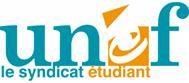 unef
le syndicat étudiant